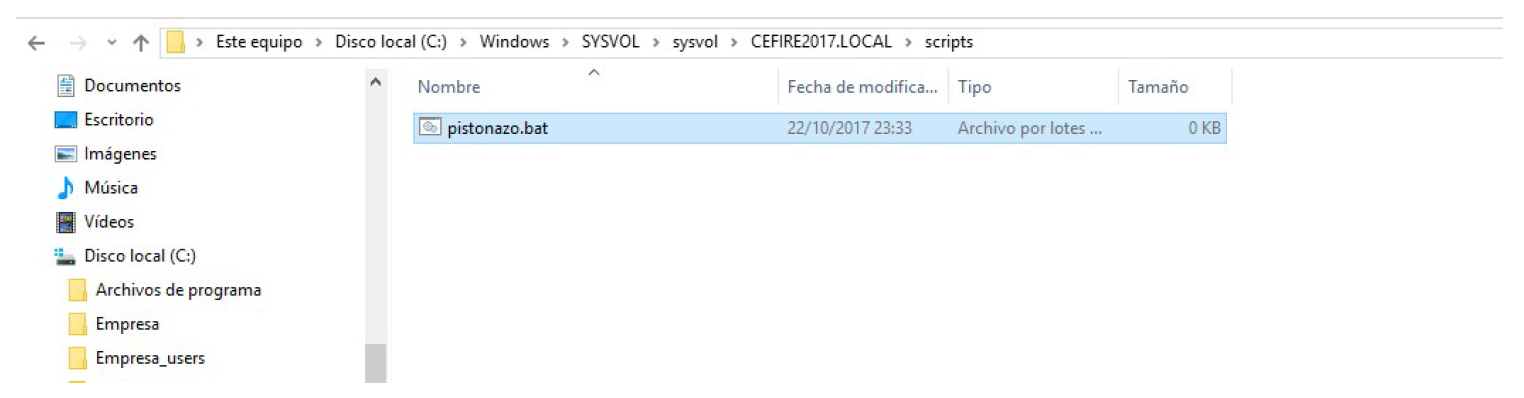 Este equipo > Disco local (C:) > Windows > SYSVOL > sysvol > CEFIRE2017.LOCAL > scripts
Documentos
Escritorio
Imágenes
Música
Vídeos
Disco local (C:)
Archivos de programa
Empresa
Empresa_users
Nombre Fecha de modifica... Tipo Tamaño
pistonazo.bat 22/10/2017 23:33 Archivo por lotes ... 0 KB